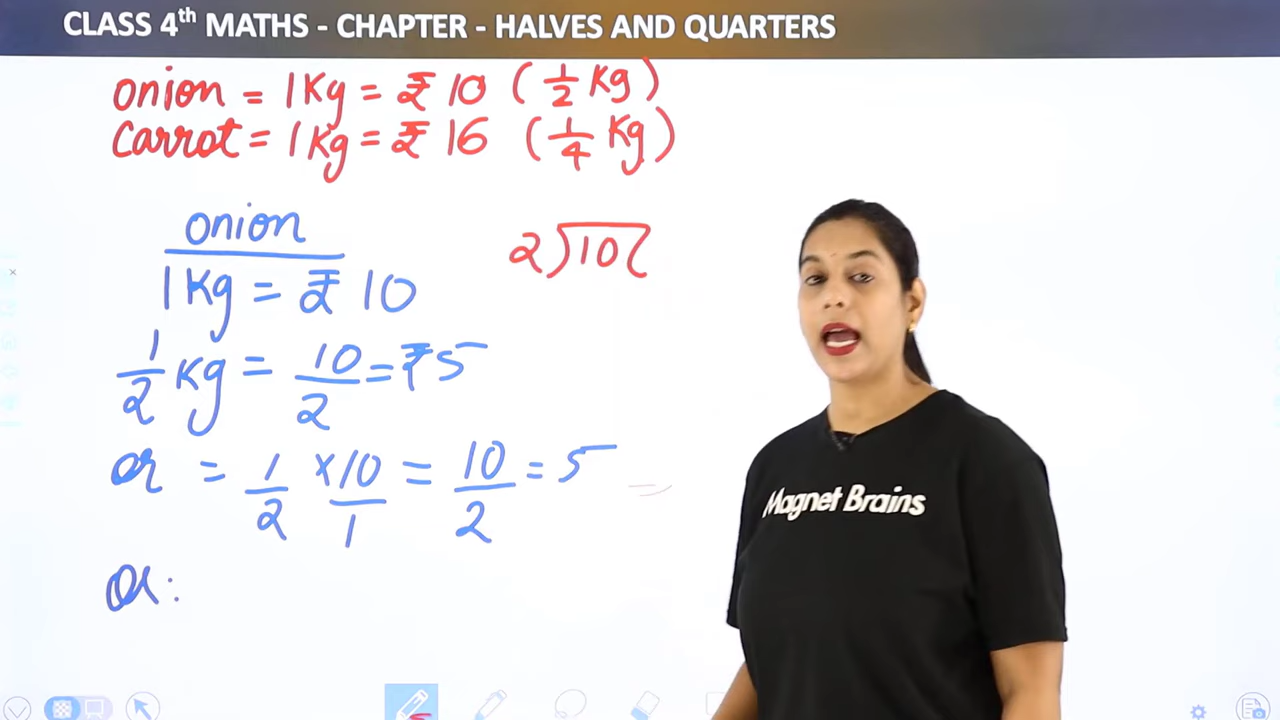 CLASS 4th MATHS - CHAPTER - HALVES AND QUARTERS
onion = 1Kg = ₹ 10 (1/2 Kg)
Carrot = 1Kg = ₹ 16 (1/4 Kg)
onion
2)10(
1Kg = ₹ 10
1/2 Kg = 10/2 = ₹5
or = 1/2 × 10/1 = 10/2 = 5
Or:
Magnet Brains